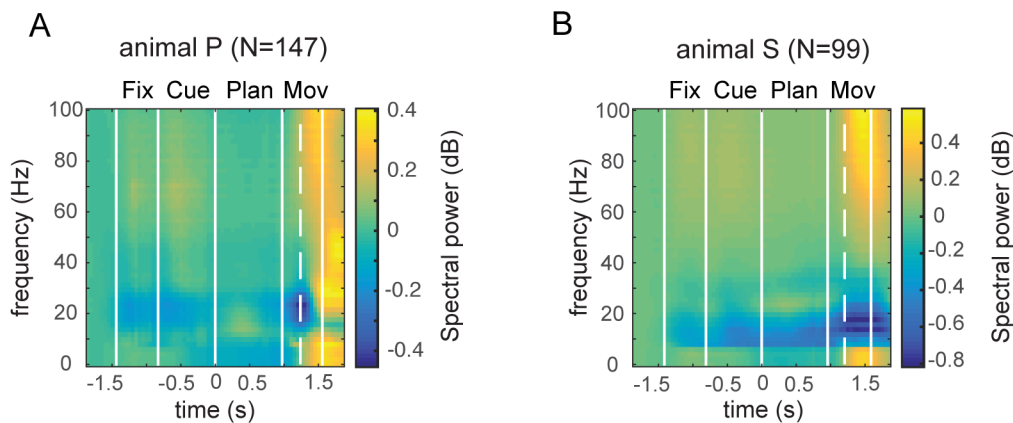 A
animal P (N=147)
Fix Cue Plan Mov
100
80
60
40
20
0
frequency (Hz)
-1.5 -0.5 0 0.5 1.5
time (s)
0.4
0.2
0
-0.2
-0.4
Spectral power (dB)
B
animal S (N=99)
Fix Cue Plan Mov
100
80
60
40
20
0
frequency (Hz)
-1.5 -0.5 0 0.5 1.5
time (s)
0.4
0.2
0
-0.2
-0.4
-0.6
-0.8
Spectral power (dB)